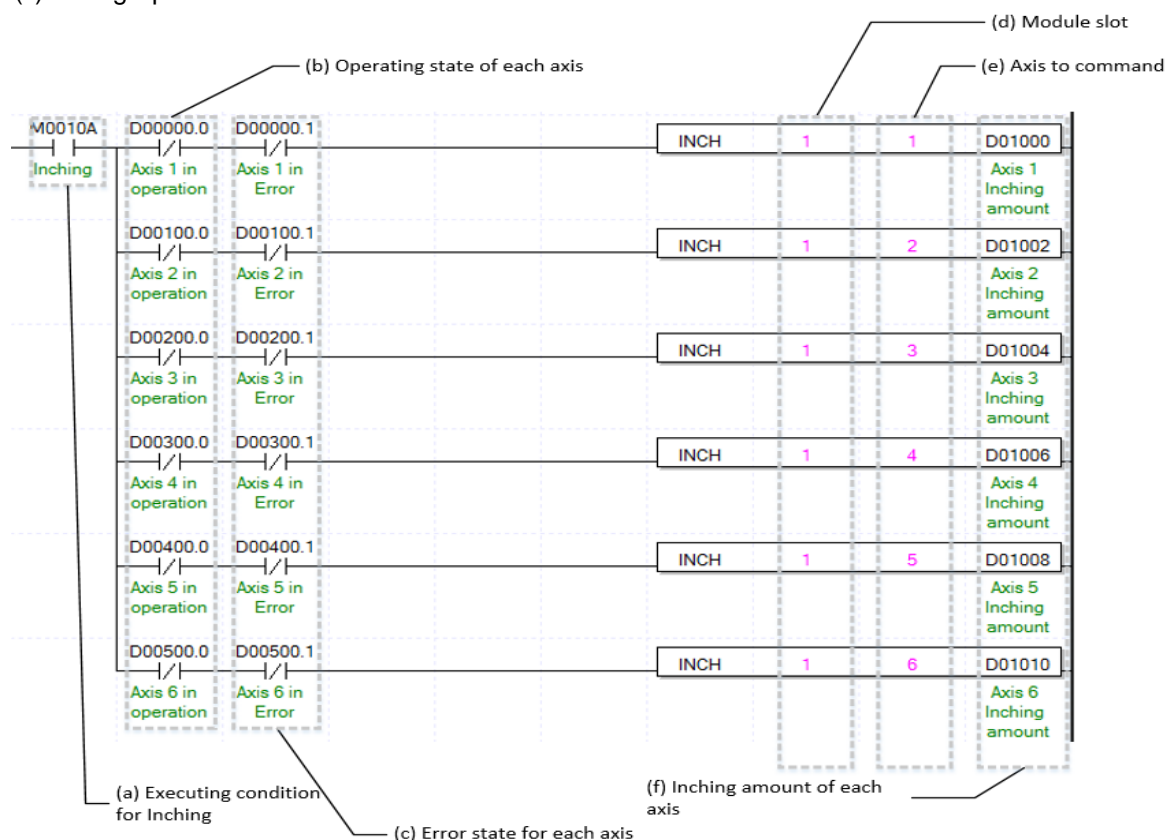 (d) Module slot
(b) Operating state of each axis
(e) Axis to command
M0010A D00000.0 D00000.1
INCH 1 1 D01000
Inching Axis 1 in Axis 1 in Axis 1
operation Error Inching
amount
D00100.0 D00100.1
INCH 1 2 D01002
Axis 2 in Axis 2 in Axis 2
operation Error Inching
amount
D00200.0 D00200.1
INCH 1 3 D01004
Axis 3 in Axis 3 in Axis 3
operation Error Inching
amount
D00300.0 D00300.1
INCH 1 4 D01006
Axis 4 in Axis 4 in Axis 4
operation Error Inching
amount
D00400.0 D00400.1
INCH 1 5 D01008
Axis 5 in Axis 5 in Axis 5
operation Error Inching
amount
D00500.0 D00500.1
INCH 1 6 D01010
Axis 6 in Axis 6 in Axis 6
operation Error Inching
amount
(a) Executing condition
for Inching
(f) Inching amount of each
axis
(c) Error state for each axis